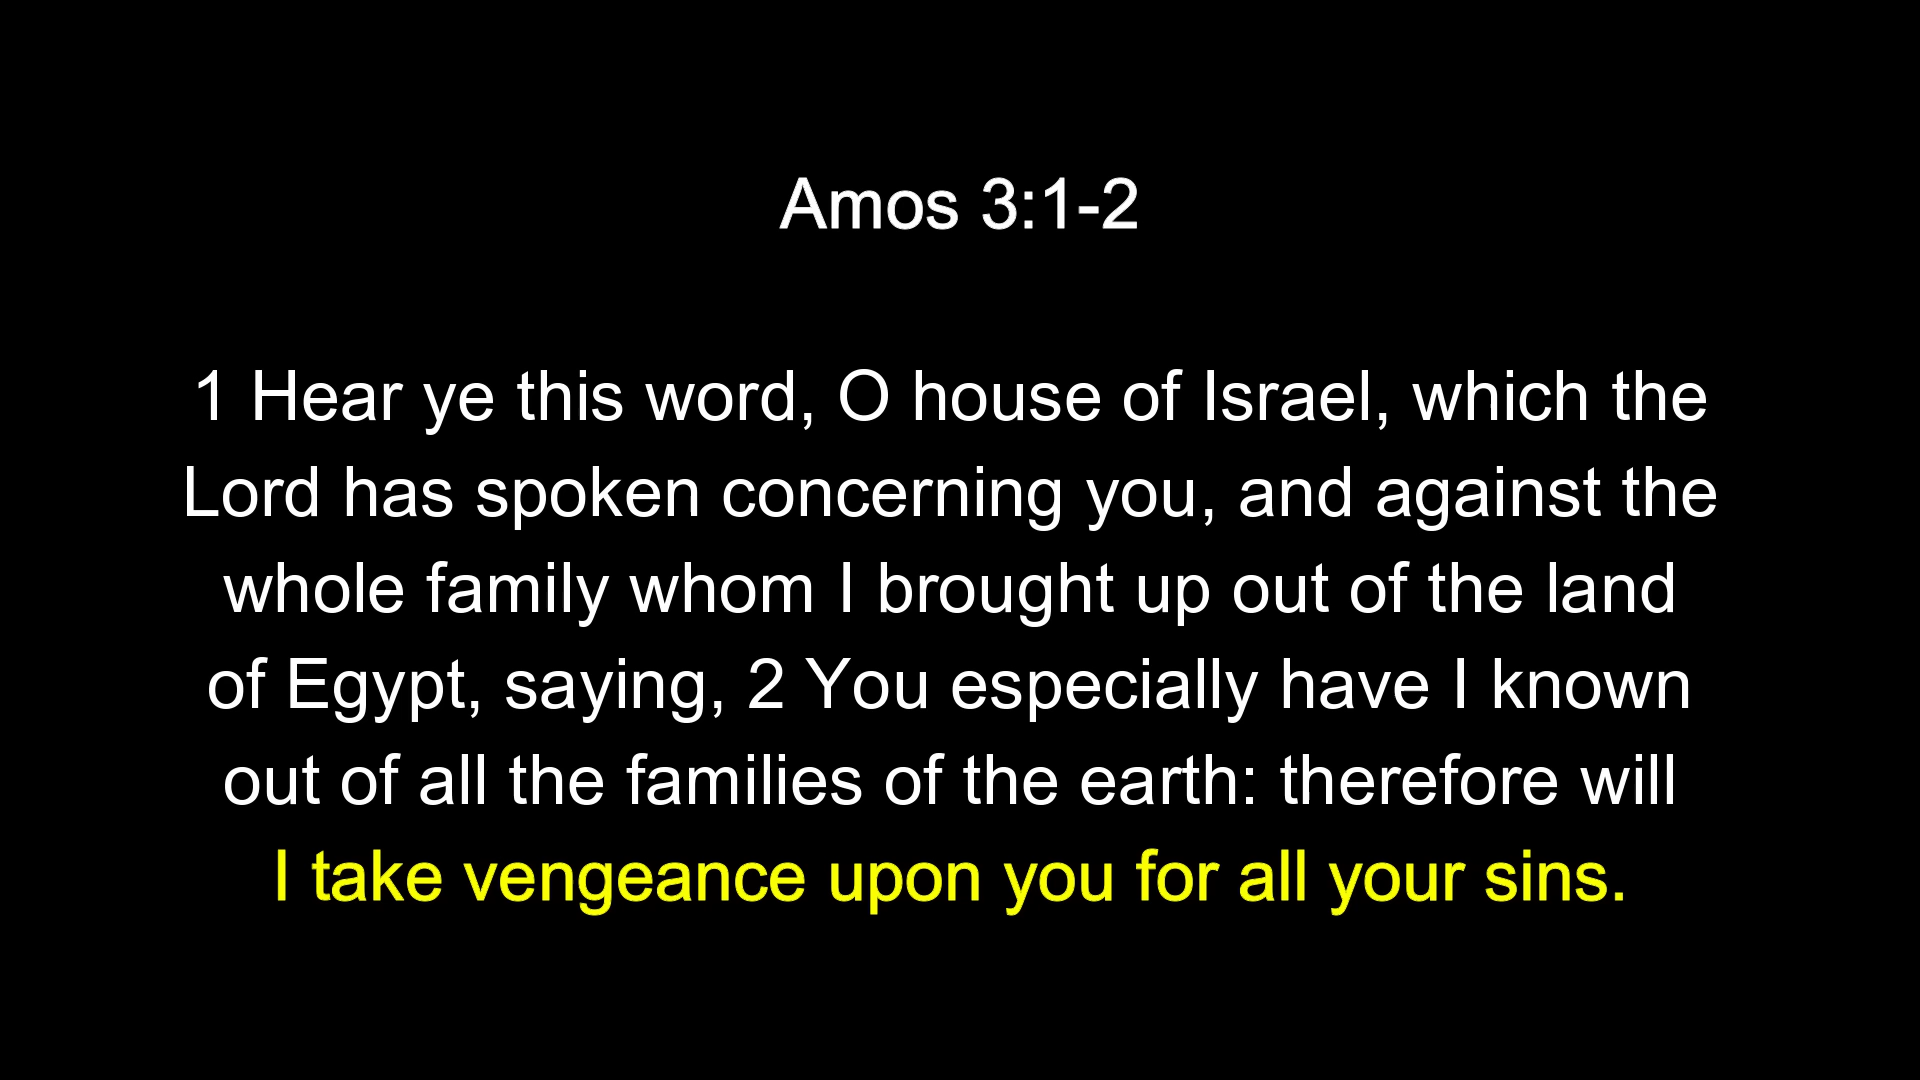 Amos 3:1-2
1 Hear ye this word, O house of Israel, which the
Lord has spoken concerning you, and against the
whole family whom I brought up out of the land
of Egypt, saying, 2 You especially have I known
out of all the families of the earth: therefore will
I take vengeance upon you for all your sins.